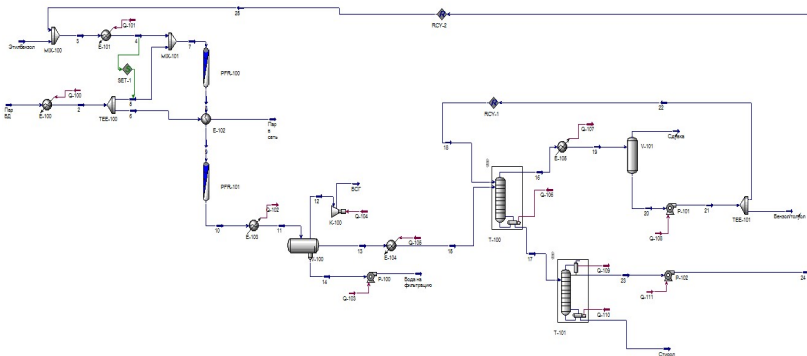 25
RCY-2
Q-101
Этилбензол
MIX-100
3
E-101
4
MIX-101
7
SET-1
PFR-100
Пар ВД
Q-100
E-100
2
TEE-100
5
6
E-102
Пар
в
сеть
9
PFR-101
Q-102
10
E-103
11
12
ВСГ
K-100
Q-104
V-100
13
Q-105
E-104
15
14
P-100
Вода на
фильтрацию
Q-103
RCY-1
22
18
Q-107
16
E-105
19
V-101
Сдувка
Q-106
T-100
17
20
P-101
21
TEE-101
Бензол/толуол
Q-109
23
P-102
24
Q-111
Q-110
T-101
Стирол